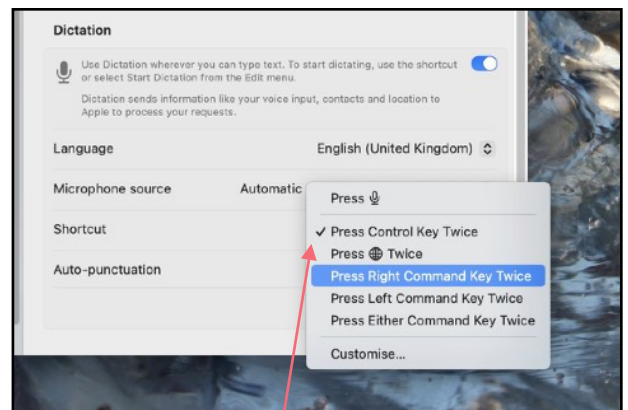 Dictation
Use Dictation wherever you can type text. To start dictating, use the shortcut
or select Start Dictation from the Edit menu.
Dictation sends information like your voice input, contacts and location to
Apple to process your requests.
Language English (United Kingdom)
Microphone source Automatic
Shortcut
Auto-punctuation
Press
✓ Press Control Key Twice
Press Twice
Press Right Command Key Twice
Press Left Command Key Twice
Press Either Command Key Twice
Customise...